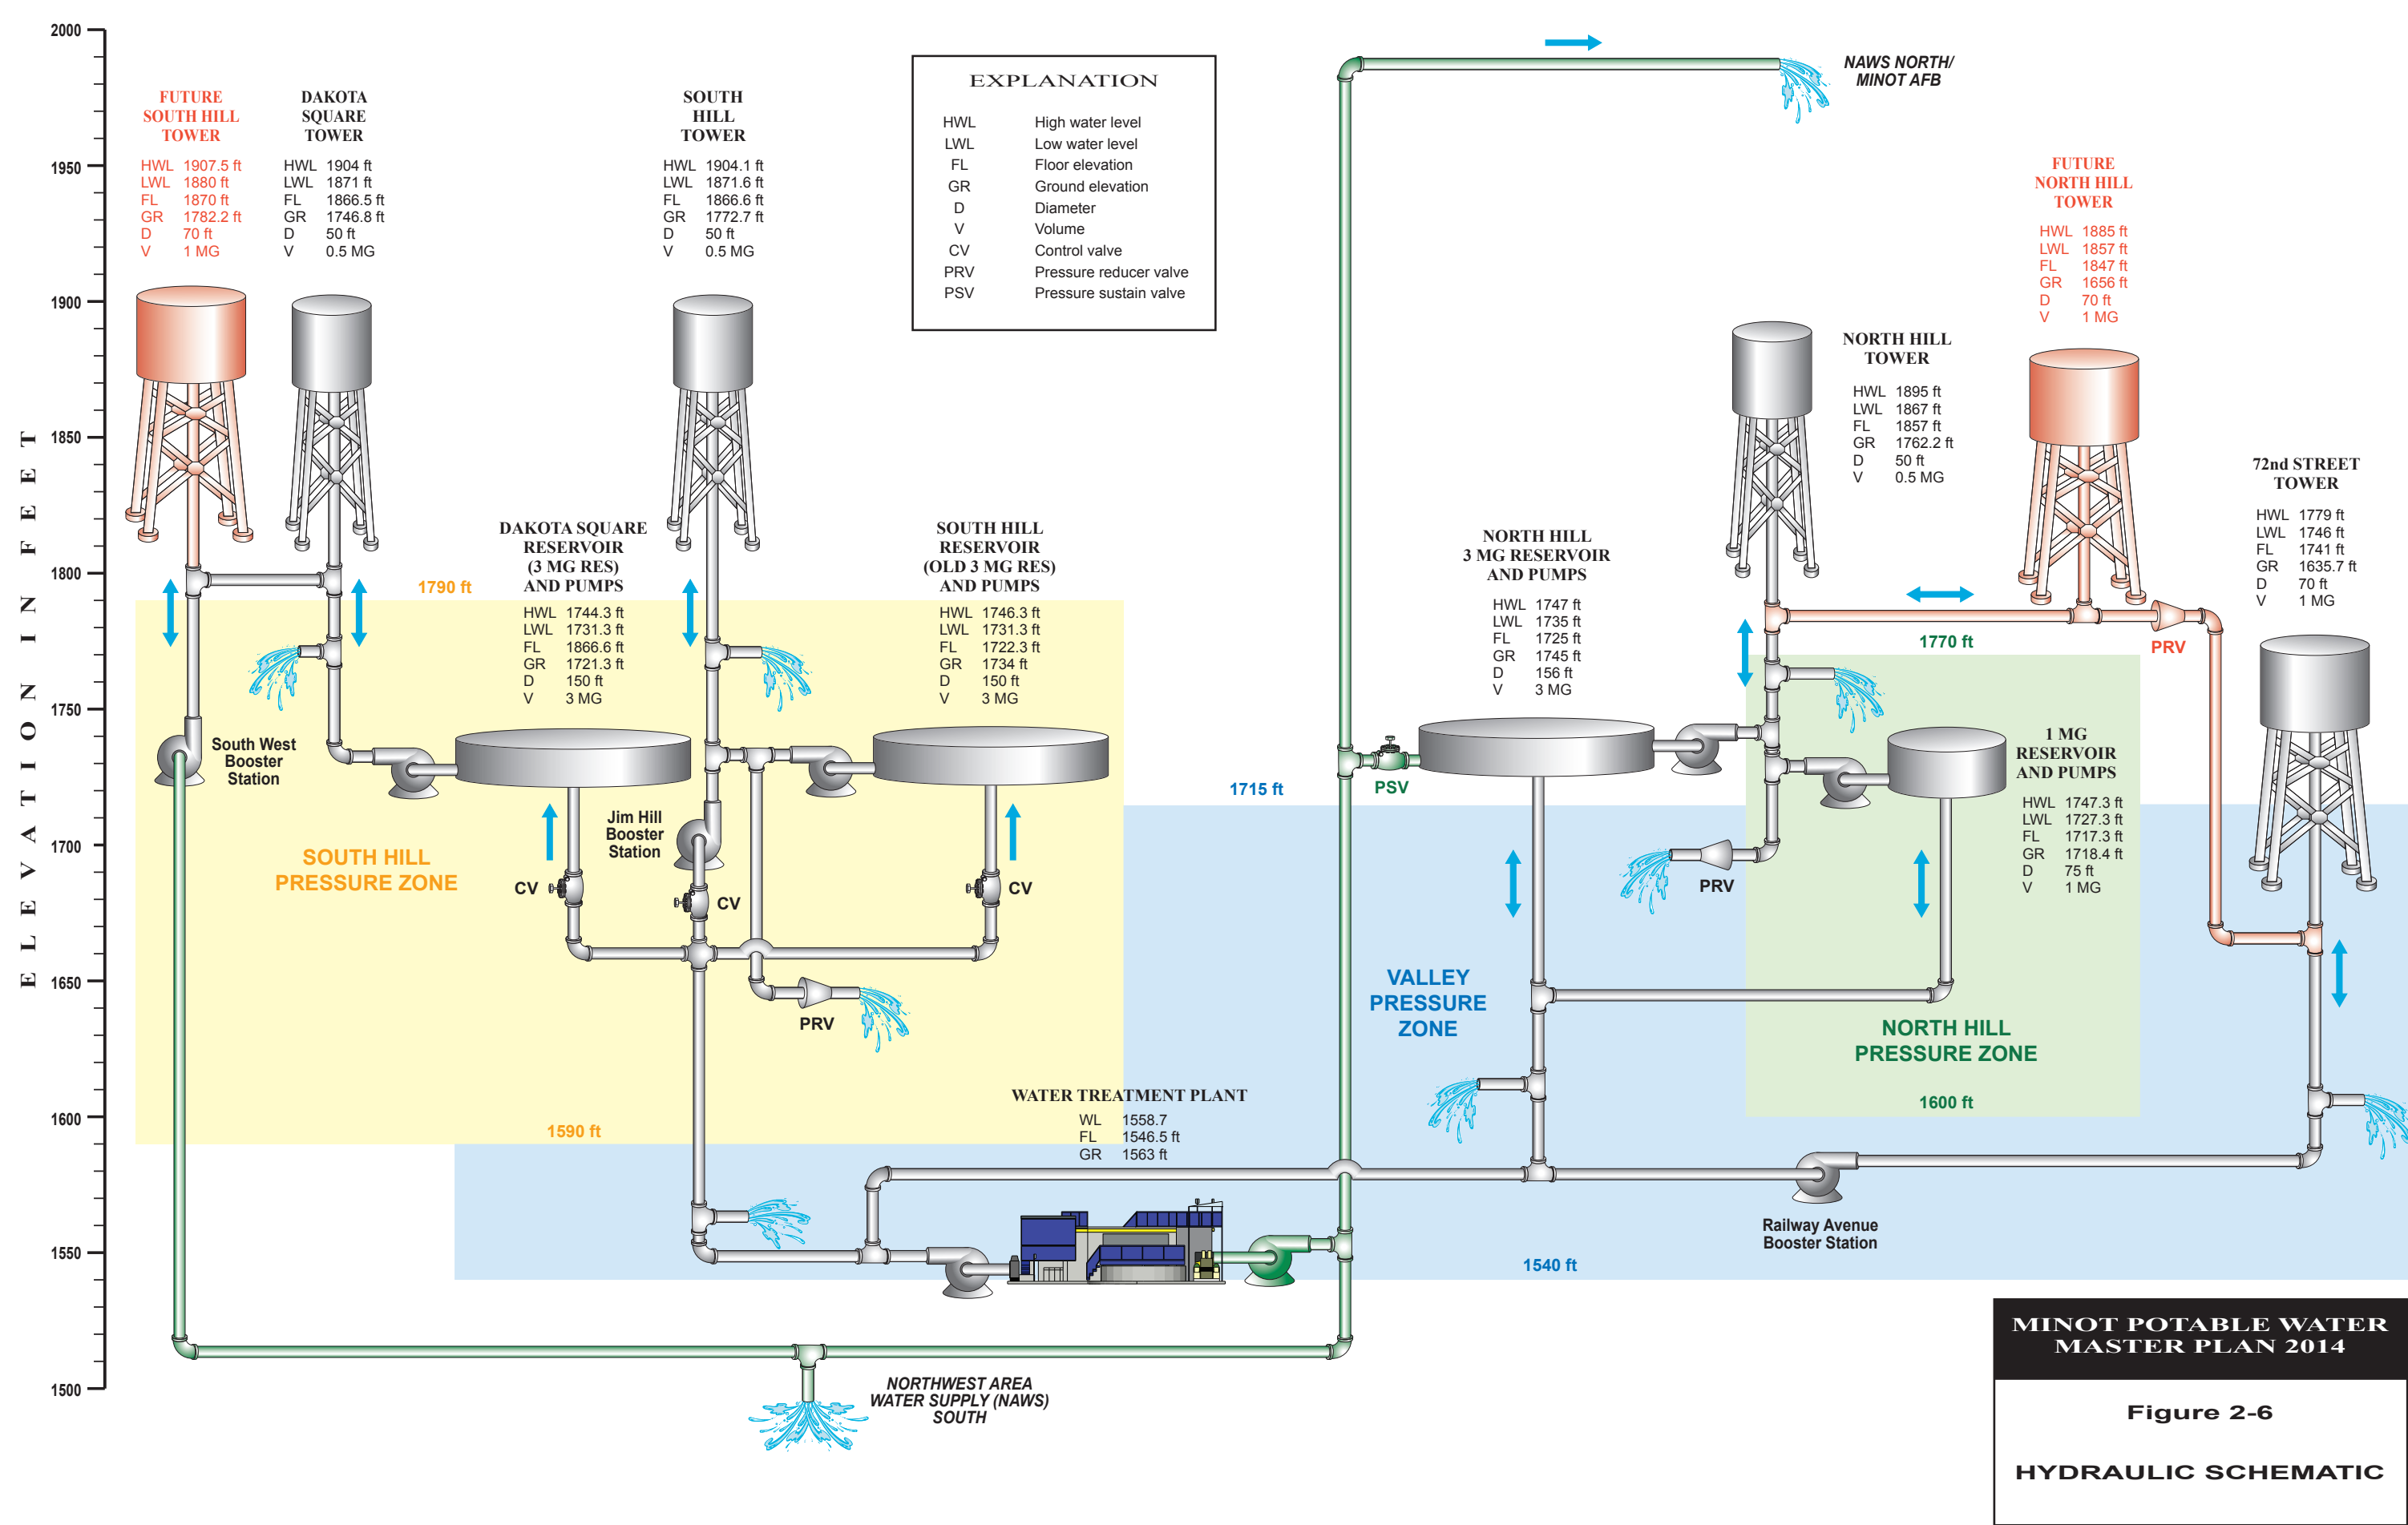 ELEVATION IN FEET
2000
1950
1900
1850
1800
1750
1700
1650
1600
1550
1500
FUTURE
SOUTH HILL
TOWER
HWL 1907.5 ft
LWL 1880 ft
FL 1870 ft
GR 1782.2 ft
D 70 ft
V 1 MG
DAKOTA
SQUARE
TOWER
HWL 1904 ft
LWL 1871 ft
FL 1866.5 ft
GR 1746.8 ft
D 50 ft
V 0.5 MG
SOUTH
HILL
TOWER
HWL 1904.1 ft
LWL 1871.6 ft
FL 1866.6 ft
GR 1772.7 ft
D 50 ft
V 0.5 MG
EXPLANATION
HWL High water level
LWL Low water level
FL Floor elevation
GR Ground elevation
D Diameter
V Volume
CV Control valve
PRV Pressure reducer valve
PSV Pressure sustain valve
NAWS NORTH/
MINOT AFB
FUTURE
NORTH HILL
TOWER
HWL 1885 ft
LWL 1857 ft
FL 1847 ft
GR 1656 ft
D 70 ft
V 1 MG
NORTH HILL
TOWER
HWL 1895 ft
LWL 1867 ft
FL 1857 ft
GR 1762.2 ft
D 50 ft
V 0.5 MG
72nd STREET
TOWER
HWL 1779 ft
LWL 1746 ft
FL 1741 ft
GR 1635.7 ft
D 70 ft
V 1 MG
1790 ft
DAKOTA SQUARE
RESERVOIR
(3 MG RES)
AND PUMPS
HWL 1744.3 ft
LWL 1731.3 ft
FL 1866.6 ft
GR 1721.3 ft
D 150 ft
V 3 MG
SOUTH HILL
RESERVOIR
(OLD 3 MG RES)
AND PUMPS
HWL 1746.3 ft
LWL 1731.3 ft
FL 1722.3 ft
GR 1734 ft
D 150 ft
V 3 MG
NORTH HILL
3 MG RESERVOIR
AND PUMPS
HWL 1747 ft
LWL 1735 ft
FL 1725 ft
GR 1745 ft
D 156 ft
V 3 MG
1770 ft
PRV
South West
Booster
Station
1 MG
RESERVOIR
AND PUMPS
HWL 1747.3 ft
LWL 1727.3 ft
FL 1717.3 ft
GR 1718.4 ft
D 75 ft
V 1 MG
1715 ft
PSV
Jim Hill
Booster
Station
SOUTH HILL
PRESSURE ZONE
CV
CV
CV
PRV
PRV
VALLEY
PRESSURE
ZONE
NORTH HILL
PRESSURE ZONE
1600 ft
1590 ft
WATER TREATMENT PLANT
WL 1558.7
FL 1546.5 ft
GR 1563 ft
Railway Avenue
Booster Station
1540 ft
NORTHWEST AREA
WATER SUPPLY (NAWS)
SOUTH
MINOT POTABLE WATER
MASTER PLAN 2014
Figure 2-6
HYDRAULIC SCHEMATIC